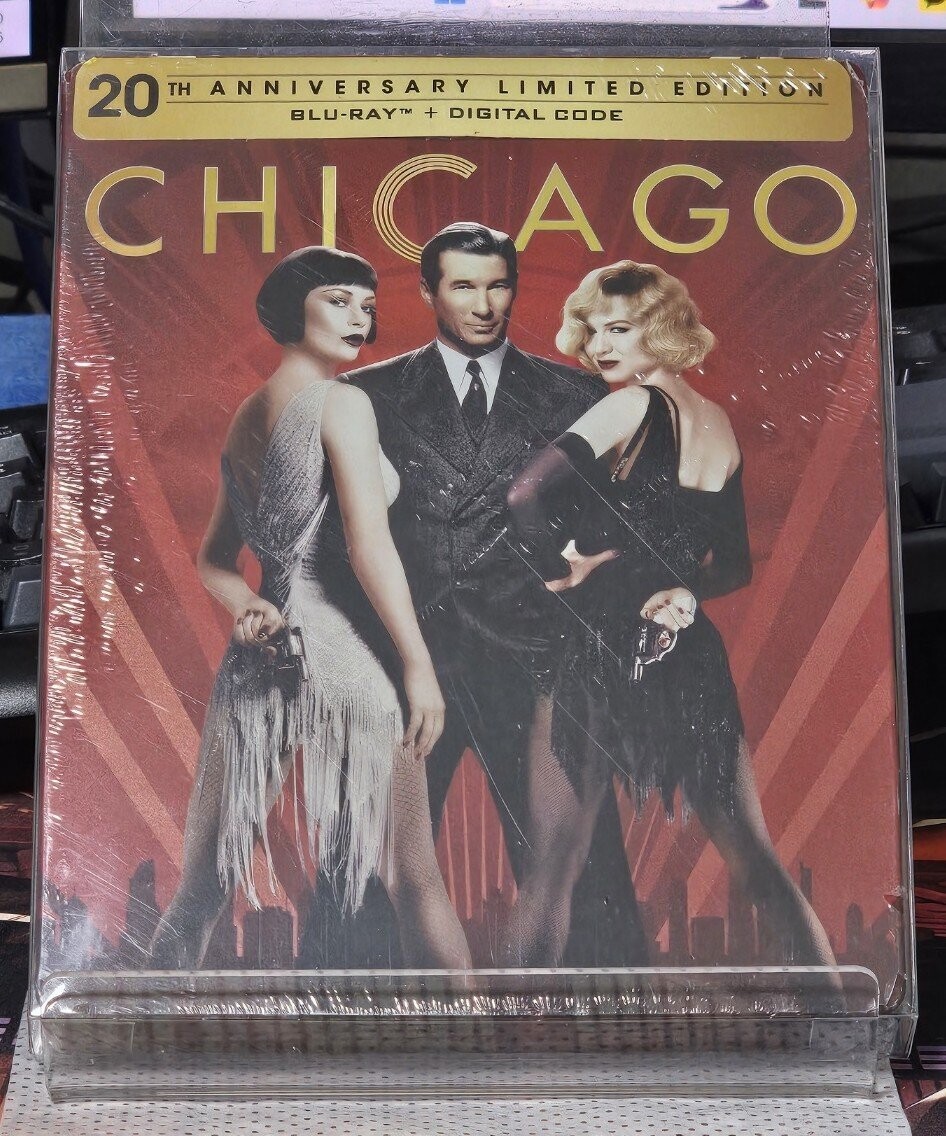 20TH ANNIVERSARY LIMITED EDITION
BLU-RAY™ + DIGITAL CODE
CHICAGO